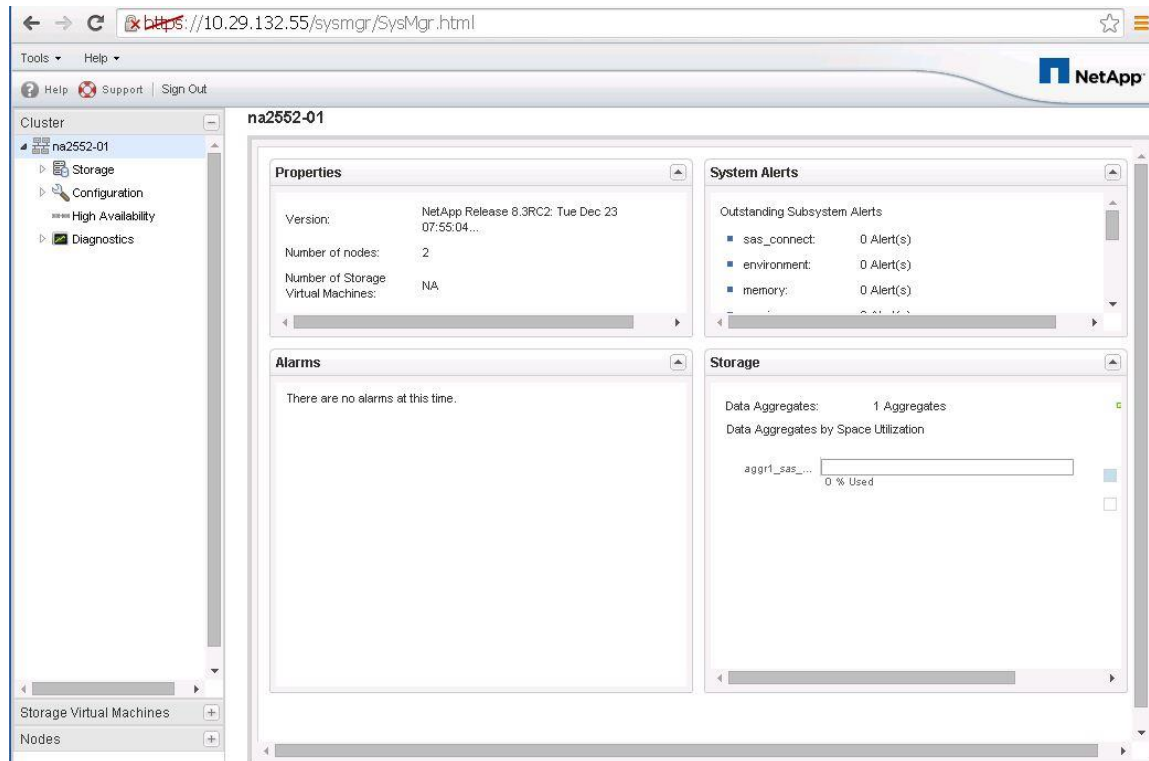 https://10.29.132.55/sysmgr/SysMgr.html
Tools Help
NetApp
Help Support | Sign Out
Cluster
na2552-01
Storage
Configuration
High Availability
Diagnostics
Storage Virtual Machines
Nodes
na2552-01
Properties
Version: NetApp Release 8.3RC2: Tue Dec 23
07:55:04...
Number of nodes: 2
Number of Storage
Virtual Machines: NA
System Alerts
Outstanding Subsystem Alerts
sas_connect: 0 Alert(s)
environment: 0 Alert(s)
memory: 0 Alert(s)
Alarms
There are no alarms at this time.
Storage
Data Aggregates: 1 Aggregates
Data Aggregates by Space Utilization
aggr1_sas_...
0 % Used